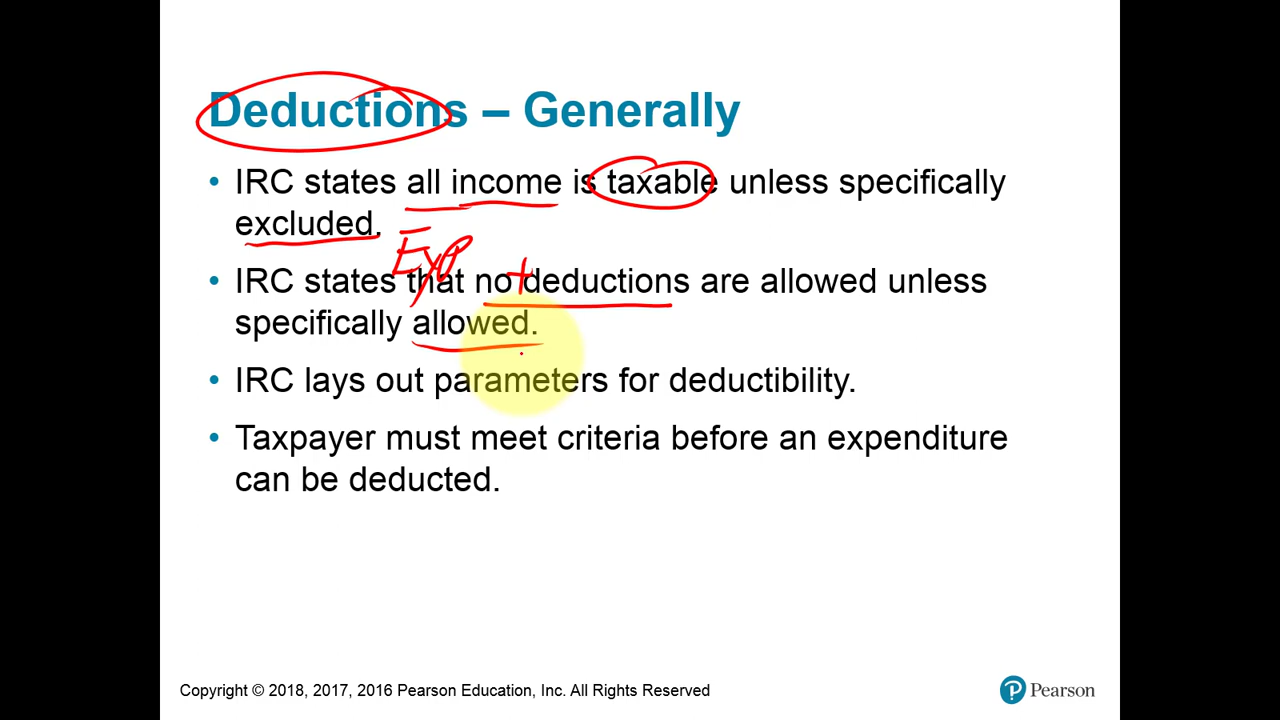 Deductions – Generally
• IRC states all income is taxable unless specifically
excluded.
Exp +
• IRC states that no deductions are allowed unless
specifically allowed.
• IRC lays out parameters for deductibility.
• Taxpayer must meet criteria before an expenditure
can be deducted.
Copyright © 2018, 2017, 2016 Pearson Education, Inc. All Rights Reserved
P Pearson